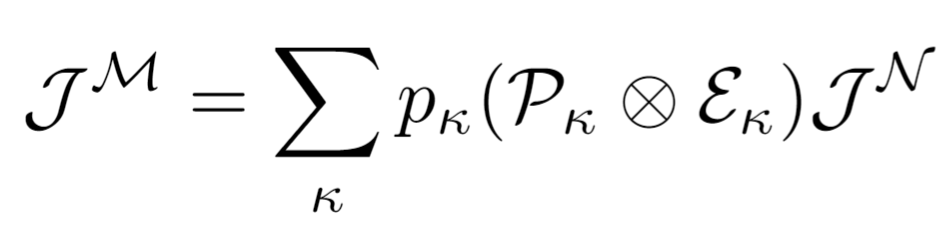 𝒥^ℳ = ∑_κ p_κ(𝒫_κ ⊗ ℰ_κ)𝒥^𝒩